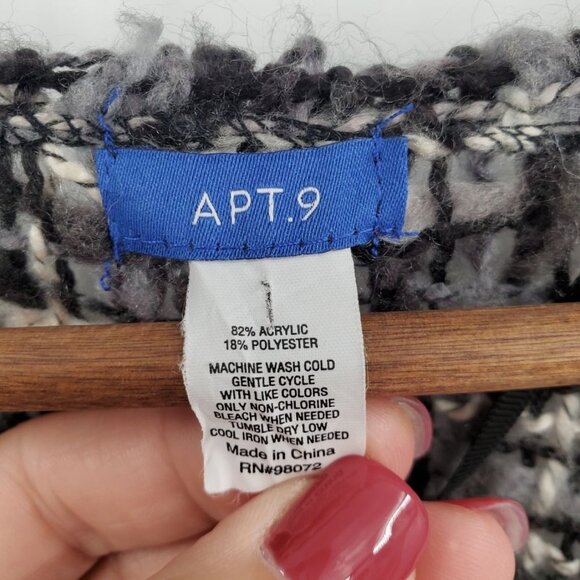 APT.9
82% ACRYLIC
18% POLYESTER
MACHINE WASH COLD
GENTLE CYCLE
WITH LIKE COLORS
ONLY NON-CHLORINE
BLEACH WHEN NEEDED
TUMBLE DRY LOW
COOL IRON WHEN NEEDED
Made in China
RN#98072